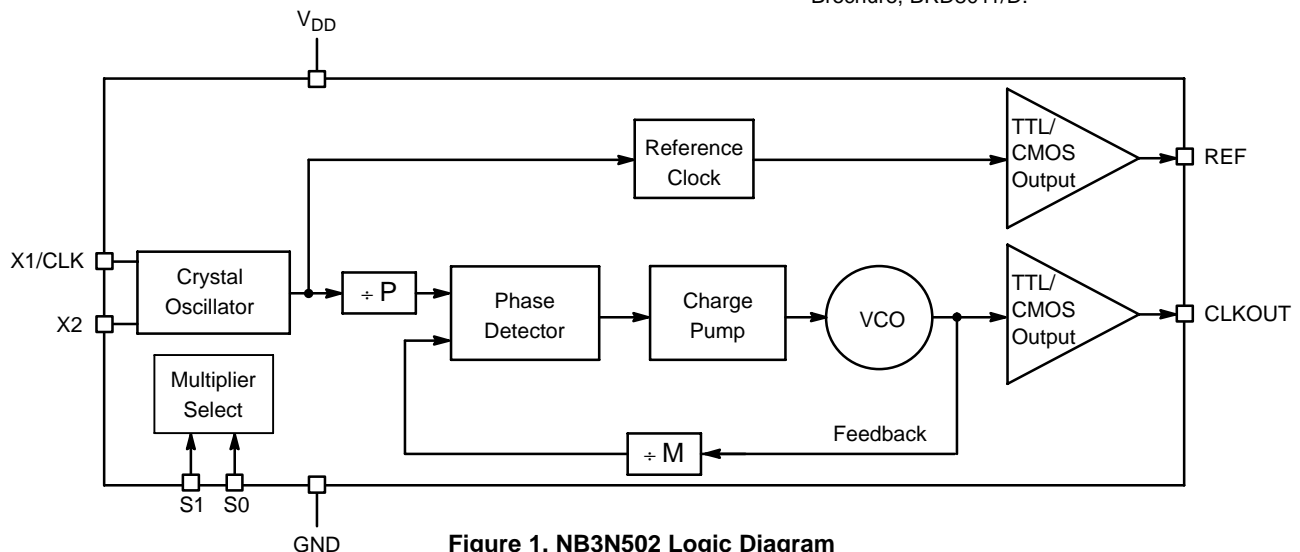 Brochure, BRD8011/D.
VDD
TTL/
CMOS
Output
REF
Reference
Clock
X1/CLK
X2
Crystal
Oscillator
÷ P
Phase
Detector
Charge
Pump
VCO
TTL/
CMOS
Output
CLKOUT
Multiplier
Select
Feedback
÷ M
S1 S0
GND
Figure 1. NB3N502 Logic Diagram